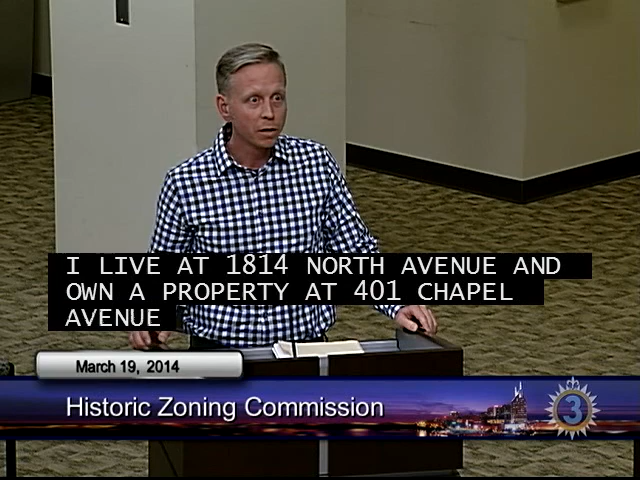 I LIVE AT 1814 NORTH AVENUE AND
OWN A PROPERTY AT 401 CHAPEL
AVENUE
March 19, 2014
Historic Zoning Commission
3